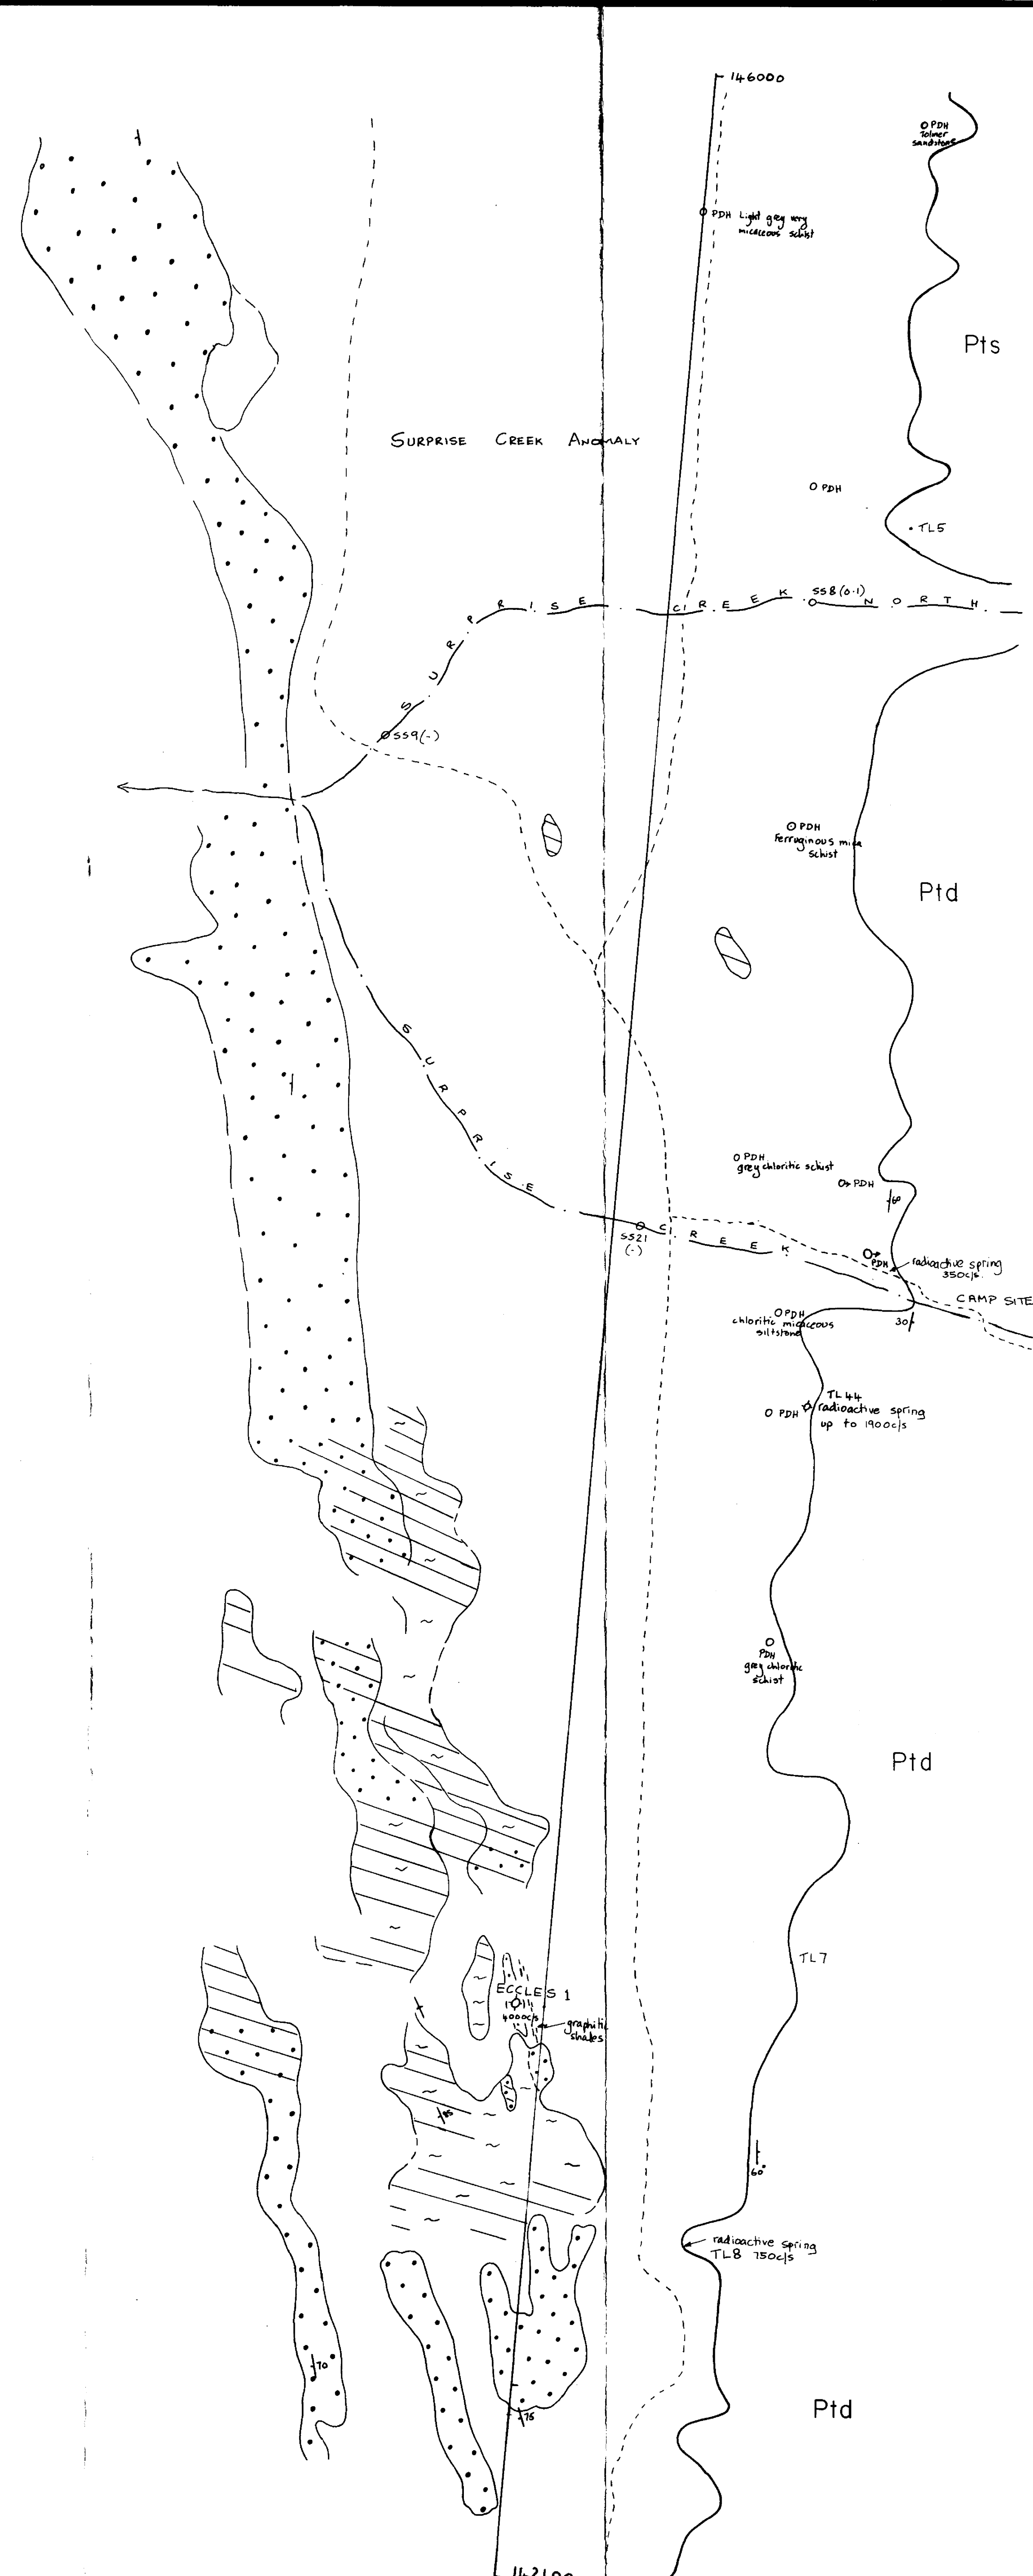 146000
PDH
Tolmer
sandstone
PDH Light grey very
micaceous schist
Pts
SURPRISE CREEK ANOMALY
PDH
TL5
SS8(0.1)
SURPRISE CREEK NORTH
SS9(-)
PDH
Ferruginous mica
schist
Ptd
SURPRISE CREEK
PDH
grey chloritic schist
PDH
60
SS21
(-)
PDH
radioactive spring
350c/s.
CAMP SITE
PDH
chloritic micaceous
siltstone
30
TL44
PDH
radioactive spring
up to 1900c/s
PDH
grey chloritic
schist
Ptd
TL7
ECCLES 1
4000c/s
graphitic
shales
85
60°
radioactive spring
TL8 750c/s
70
75
Ptd